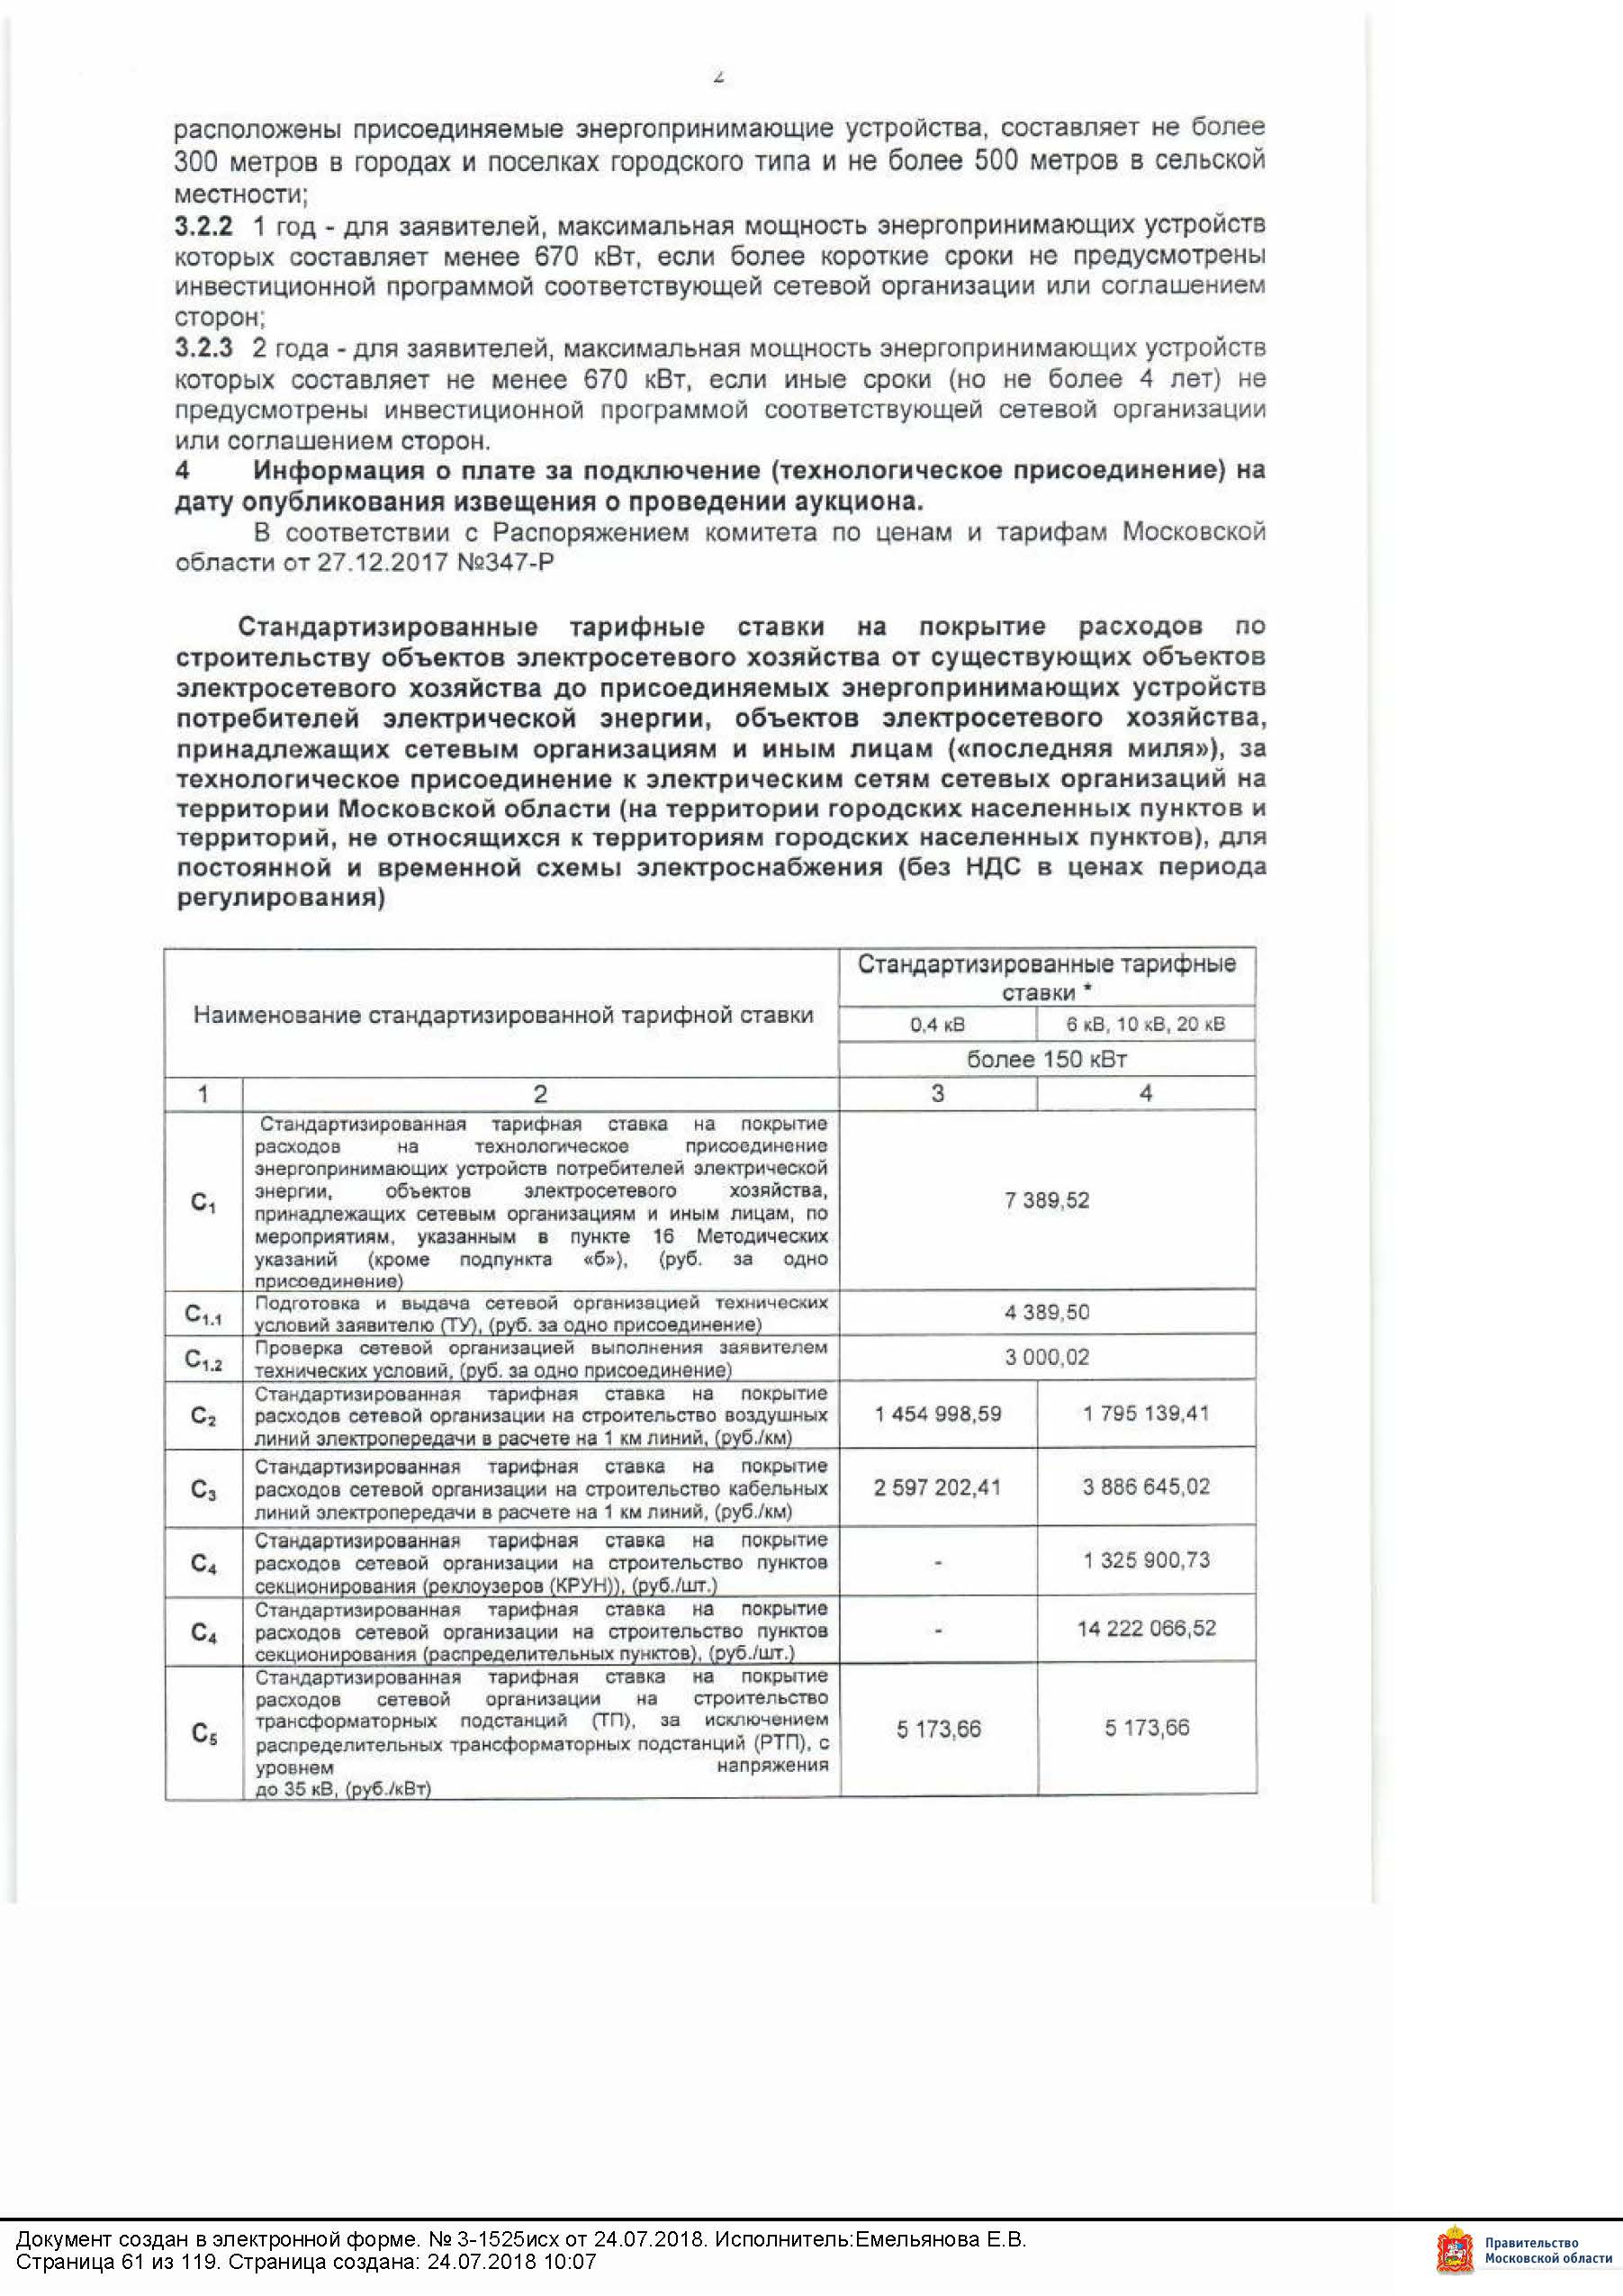 2
расположены присоединяемые энергопринимающие устройства, составляет не более
300 метров в городах и поселках городского типа и не более 500 метров в сельской
местности;
3.2.2 1 год - для заявителей, максимальная мощность энергопринимающих устройств
которых составляет менее 670 кВт, если более короткие сроки не предусмотрены
инвестиционной программой соответствующей сетевой организации или соглашением
сторон;
3.2.3 2 года - для заявителей, максимальная мощность энергопринимающих устройств
которых составляет не менее 670 кВт, если иные сроки (но не более 4 лет) не
предусмотрены инвестиционной программой соответствующей сетевой организации
или соглашением сторон.
4 Информация о плате за подключение (технологическое присоединение) на
дату опубликования извещения о проведении аукциона.
В соответствии с Распоряжением комитета по ценам и тарифам Московской
области от 27.12.2017 №347-Р
Стандартизированные тарифные ставки на покрытие расходов по
строительству объектов электросетевого хозяйства от существующих объектов
электросетевого хозяйства до присоединяемых энергопринимающих устройств
потребителей электрической энергии, объектов электросетевого хозяйства,
принадлежащих сетевым организациям и иным лицам («последняя миля»), за
технологическое присоединение к электрическим сетям сетевых организаций на
территории Московской области (на территории городских населенных пунктов и
территорий, не относящихся к территориям городских населенных пунктов), для
постоянной и временной схемы электроснабжения (без НДС в ценах периода
регулирования)
Наименование стандартизированной тарифной ставки
Стандартизированные тарифные
ставки *
0,4 кВ 6 кВ, 10 кВ, 20 кВ
более 150 кВт
1 2 3 4
Стандартизированная тарифная ставка на покрытие
расходов на технологическое присоединение
энергопринимающих устройств потребителей электрической
энергии, объектов электросетевого хозяйства,
C1 7 389,52
принадлежащих сетевым организациям и иным лицам, по
мероприятиям, указанным в пункте 16 Методических
указаний (кроме подпункта «б»), (руб. за одно
присоединение)
C1.1 Подготовка и выдача сетевой организацией технических 4 389,50
условий заявителю (ТУ), (руб. за одно присоединение)
C1.2 Проверка сетевой организацией выполнения заявителем 3 000,02
технических условий, (руб. за одно присоединение)
Стандартизированная тарифная ставка на покрытие
C2 расходов сетевой организации на строительство воздушных 1 454 998,59 1 795 139,41
линий электропередачи в расчете на 1 км линий, (руб./км)
Стандартизированная тарифная ставка на покрытие
C3 расходов сетевой организации на строительство кабельных 2 597 202,41 3 886 645,02
линий электропередачи в расчете на 1 км линий, (руб./км)
Стандартизированная тарифная ставка на покрытие
C4 расходов сетевой организации на строительство пунктов - 1 325 900,73
секционирования (реклоузеров (КРУН)), (руб./шт.)
Стандартизированная тарифная ставка на покрытие
C4 расходов сетевой организации на строительство пунктов - 14 222 066,52
секционирования (распределительных пунктов), (руб./шт.)
Стандартизированная тарифная ставка на покрытие
расходов сетевой организации на строительство
трансформаторных подстанций (ТП), за исключением
C5 5 173,66 5 173,66
распределительных трансформаторных подстанций (РТП), с
уровнем напряжения
до 35 кВ, (руб./кВт)
Документ создан в электронной форме. № 3-1525исх от 24.07.2018. Исполнитель:Емельянова Е.В.
Страница 61 из 119. Страница создана: 24.07.2018 10:07
Правительство
Московской области